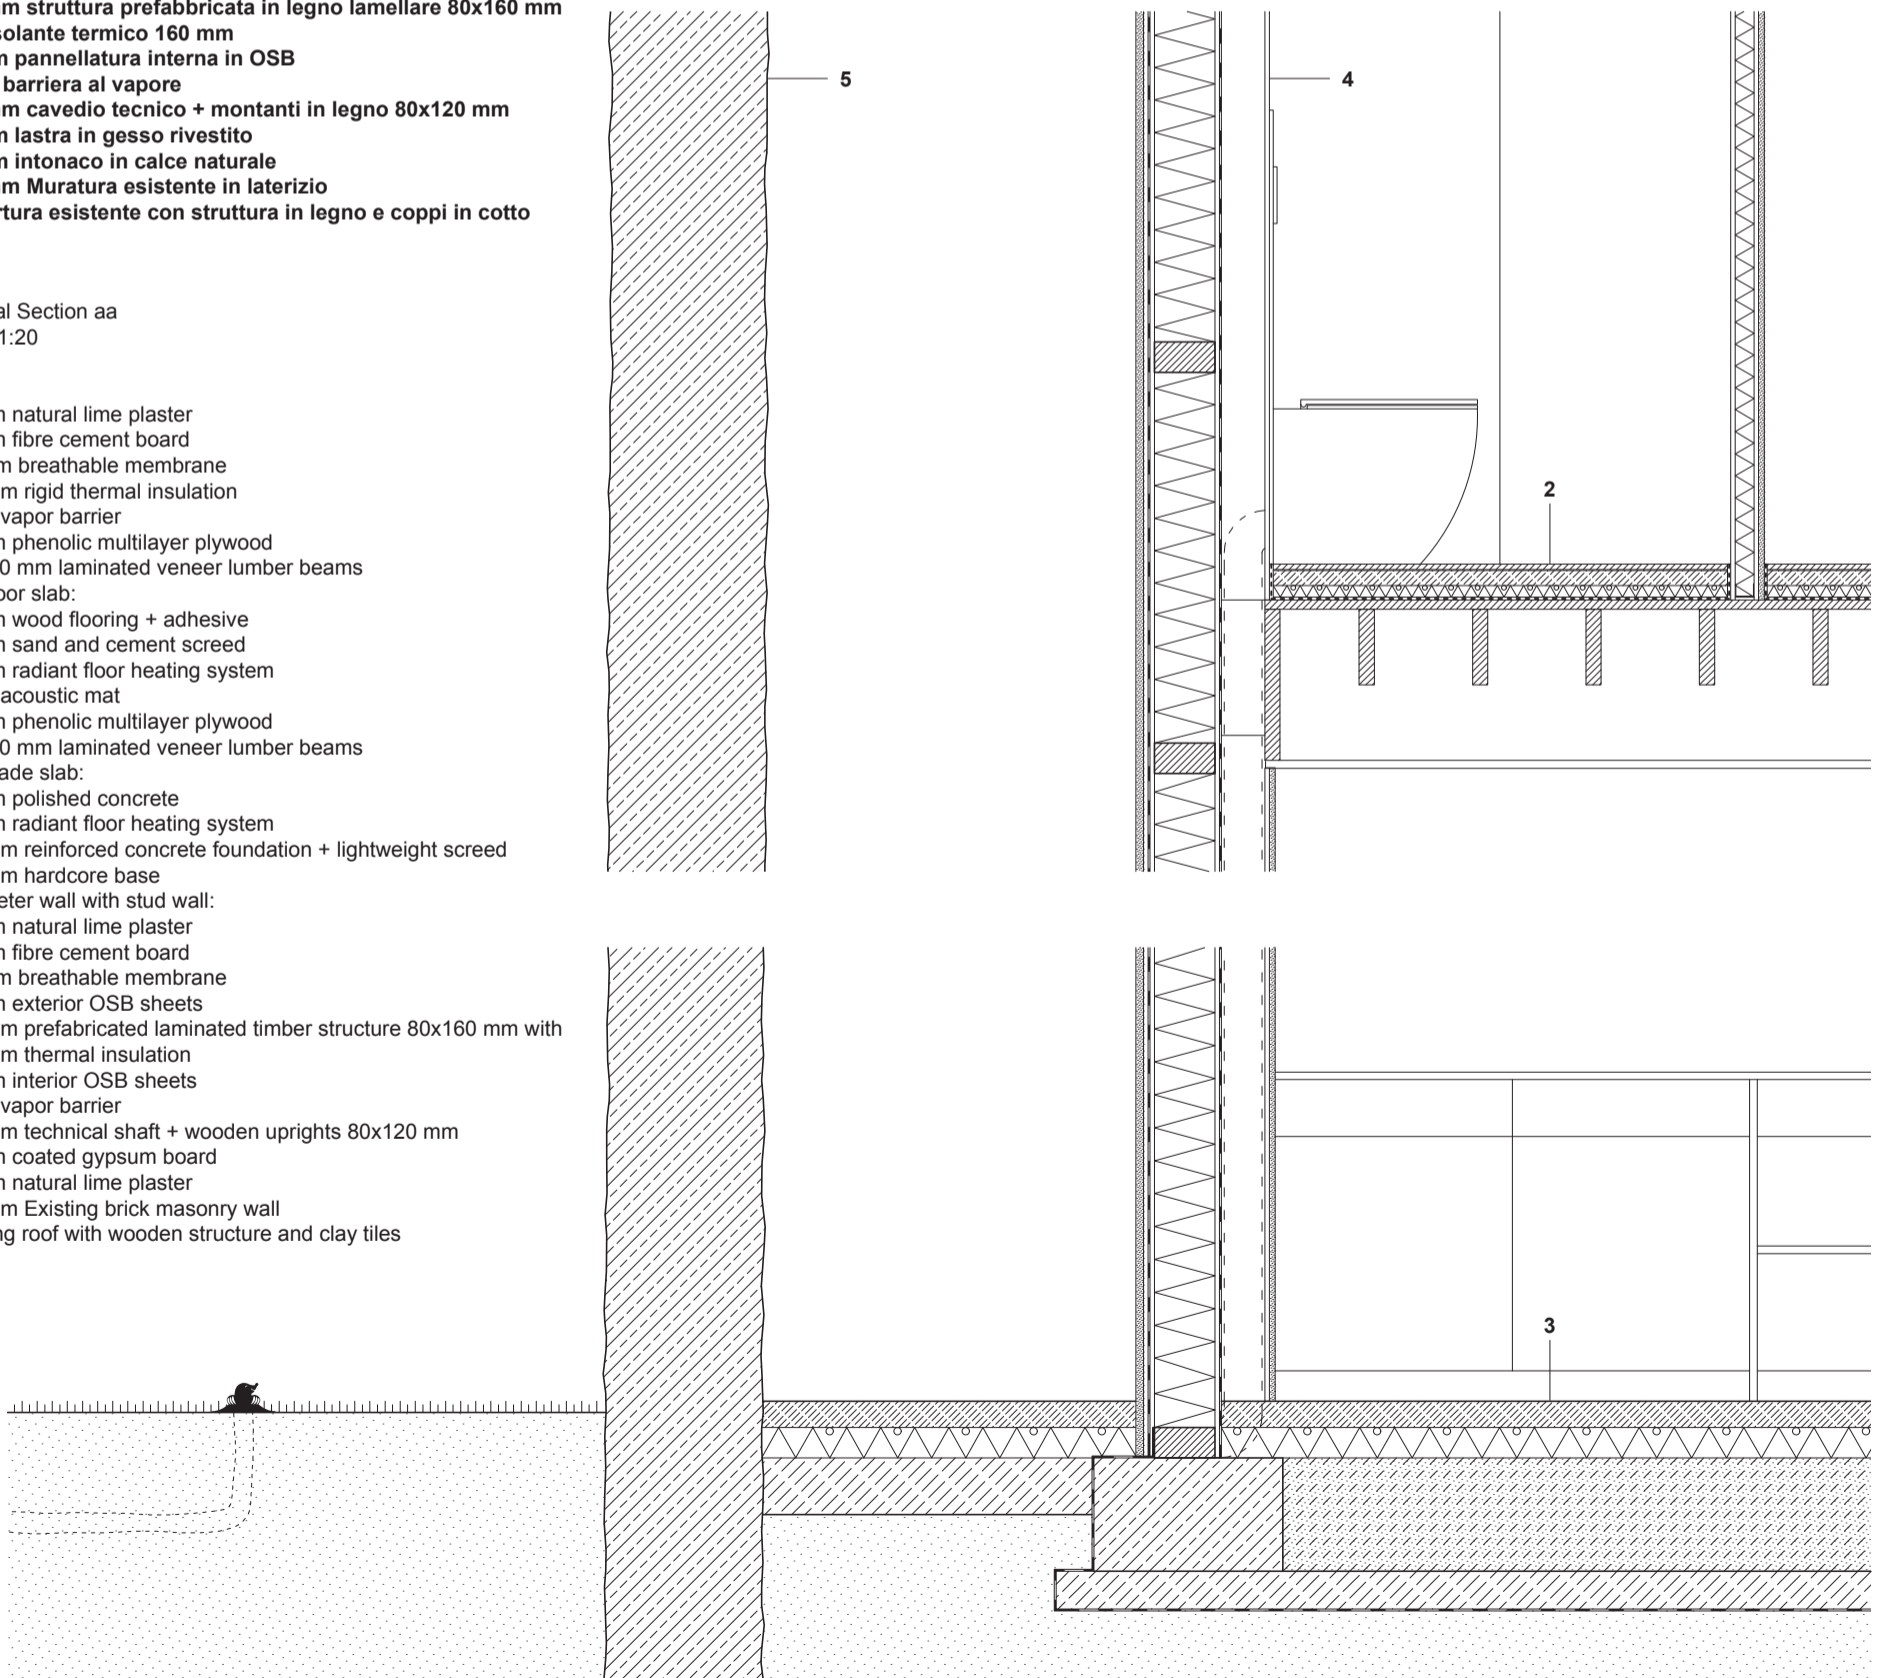 struttura prefabbricata in legno lamellare 80x160 mm
termico 160 mm
pannellatura interna in OSB
barriera al vapore
cavedio tecnico + montanti in legno 80x120 mm
lastra in gesso rivestito
intonaco in calce naturale
Muratura esistente in laterizio
esistente con struttura in legno e coppi in cotto
Section aa
1:20
natural lime plaster
fibre cement board
breathable membrane
rigid thermal insulation
vapor barrier
phenolic multilayer plywood
mm laminated veneer lumber beams
slab:
wood flooring + adhesive
sand and cement screed
radiant floor heating system
acoustic mat
phenolic multilayer plywood
mm laminated veneer lumber beams
slab:
polished concrete
radiant floor heating system
reinforced concrete foundation + lightweight screed
hardcore base
wall with stud wall:
natural lime plaster
fibre cement board
breathable membrane
exterior OSB sheets
prefabricated laminated timber structure 80x160 mm with
thermal insulation
interior OSB sheets
vapor barrier
technical shaft + wooden uprights 80x120 mm
coated gypsum board
natural lime plaster
Existing brick masonry wall
roof with wooden structure and clay tiles
5
4
2
3